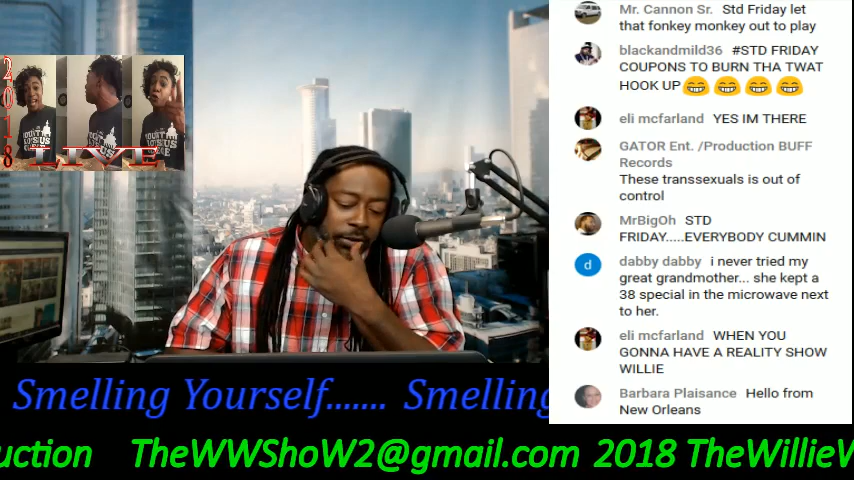 2018
LIVE
Mr. Cannon Sr. Std Friday let
that fonkey monkey out to play
blackandmild36 #STD FRIDAY
COUPONS TO BURN THA TWAT
HOOK UP😁😁😁😁
eli mcfarland YES IM THERE
GATOR Ent. /Production BUFF
Records
These transsexuals is out of
control
MrBigOh STD
FRIDAY.....EVERYBODY CUMMIN
d
dabby dabby i never tried my
great grandmother... she kept a
38 special in the microwave next
to her.
eli mcfarland WHEN YOU
GONNA HAVE A REALITY SHOW
WILLIE
Barbara Plaisance Hello from
New Orleans
Smelling Yourself....... Smelling
uction TheWWShoW2@gmail.com 2018 TheWillieW